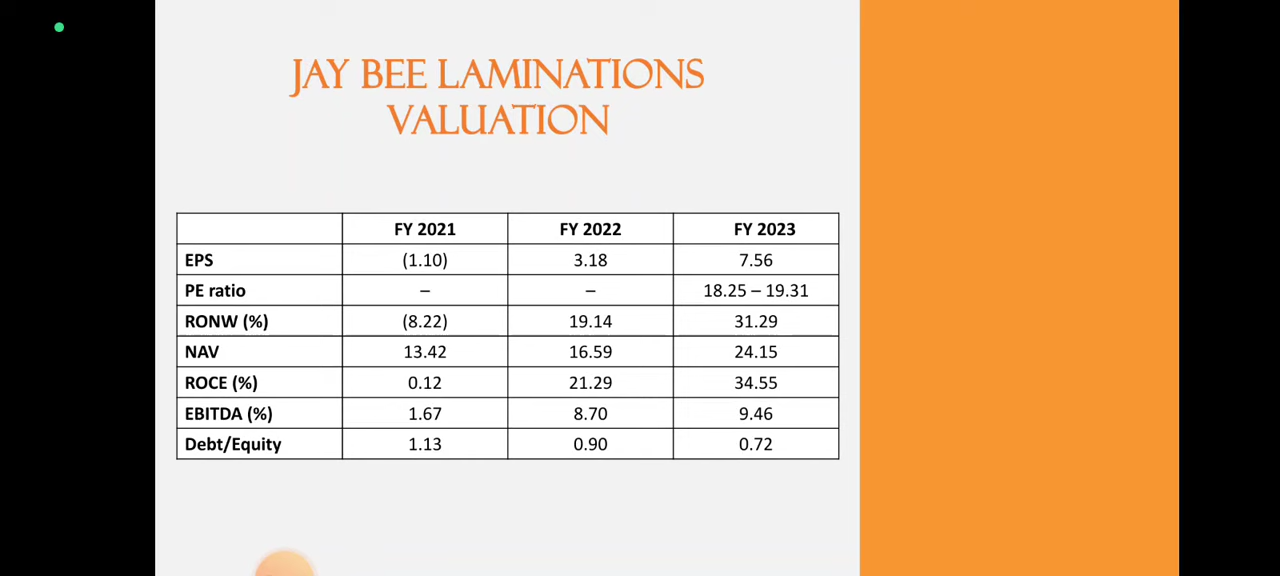 JAY BEE LAMINATIONS
VALUATION
FY 2021 FY 2022 FY 2023
EPS (1.10) 3.18 7.56
PE ratio – – 18.25 – 19.31
RONW (%) (8.22) 19.14 31.29
NAV 13.42 16.59 24.15
ROCE (%) 0.12 21.29 34.55
EBITDA (%) 1.67 8.70 9.46
Debt/Equity 1.13 0.90 0.72